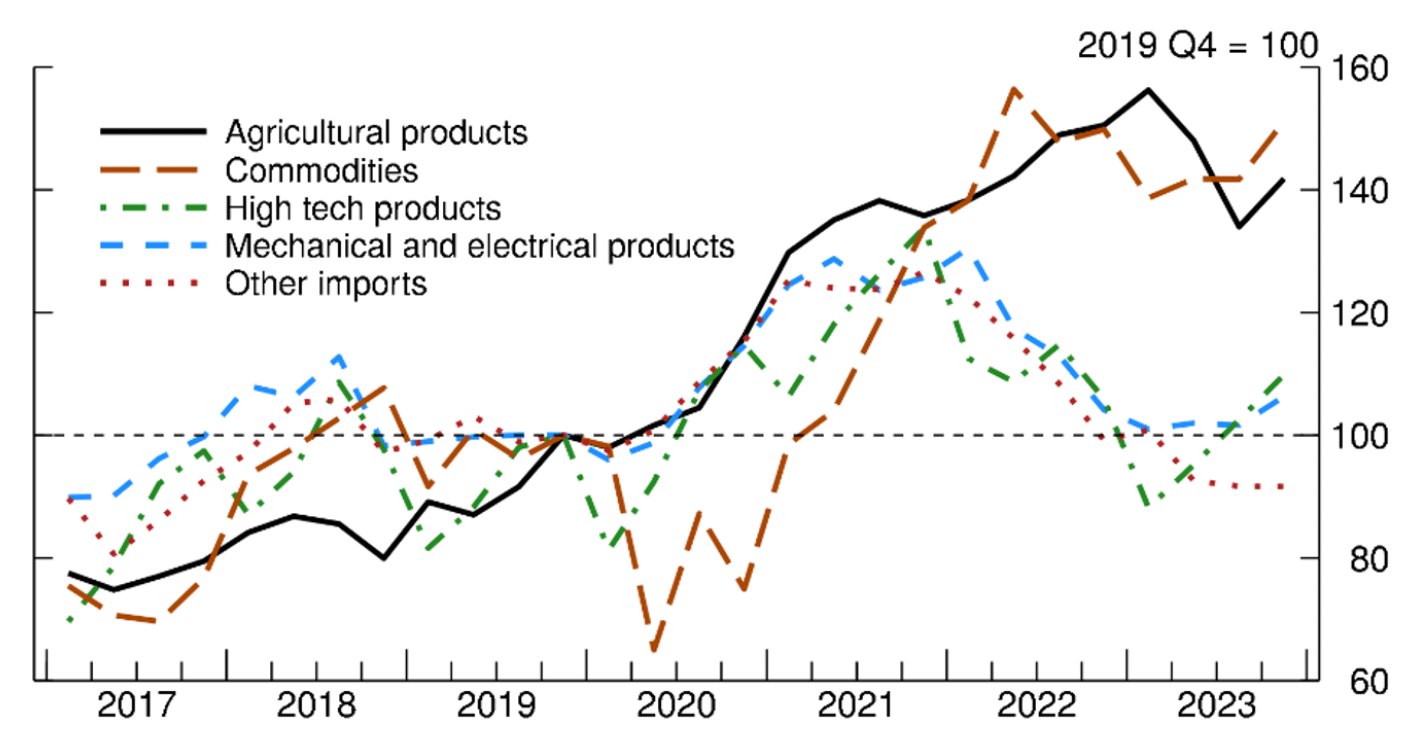 2019 Q4 = 100
160
Agricultural products
Commodities
High tech products
Mechanical and electrical products
Other imports
140
120
100
80
60
2017 2018 2019 2020 2021 2022 2023